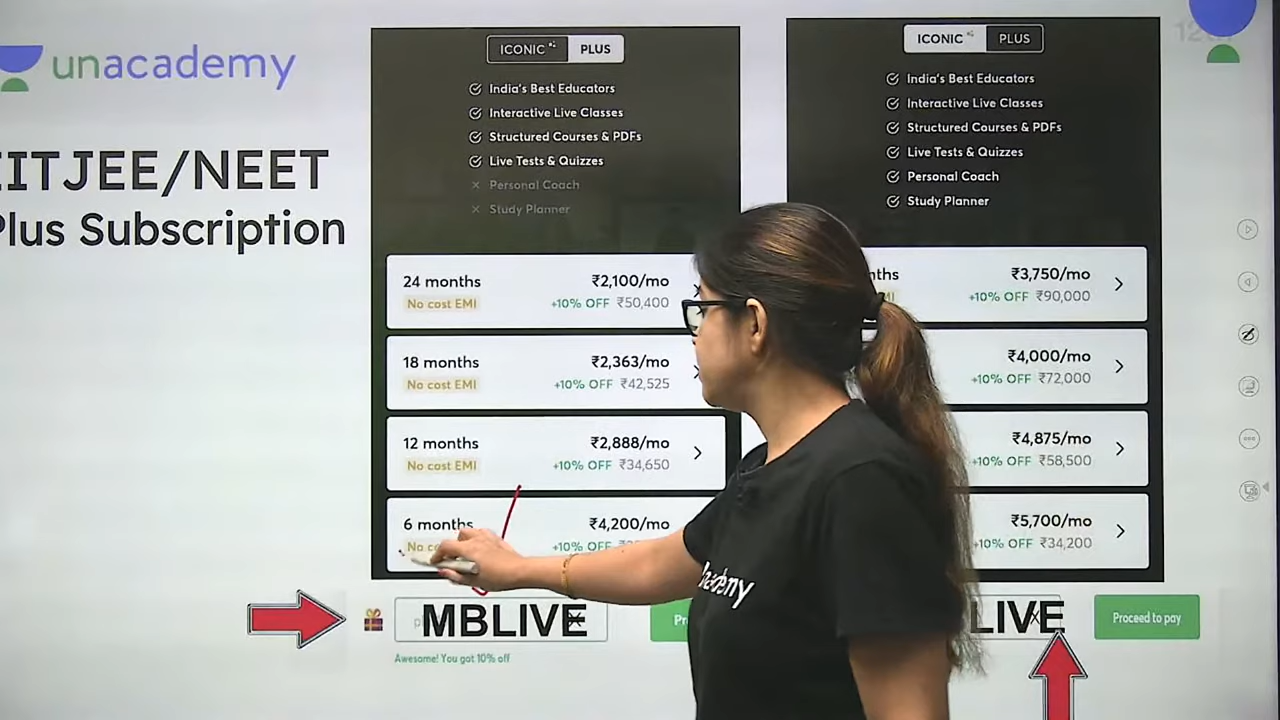 unacademy
IITJEE/NEET
Plus Subscription
ICONIC PLUS
India's Best Educators
Interactive Live Classes
Structured Courses & PDFs
Live Tests & Quizzes
Personal Coach
Study Planner
24 months ₹2,100/mo
No cost EMI +10% OFF ₹50,400
18 months ₹2,363/mo
No cost EMI +10% OFF ₹42,525
12 months ₹2,888/mo
No cost EMI +10% OFF ₹34,650
6 months ₹4,200/mo
+10% OFF
MBLIVE
Awesome! You got 10% off
ICONIC PLUS
India's Best Educators
Interactive Live Classes
Structured Courses & PDFs
Live Tests & Quizzes
Personal Coach
Study Planner
₹3,750/mo
+10% OFF ₹90,000
₹4,000/mo
+10% OFF ₹72,000
₹4,875/mo
+10% OFF ₹58,500
₹5,700/mo
+10% OFF ₹34,200
LIVE
Proceed to pay